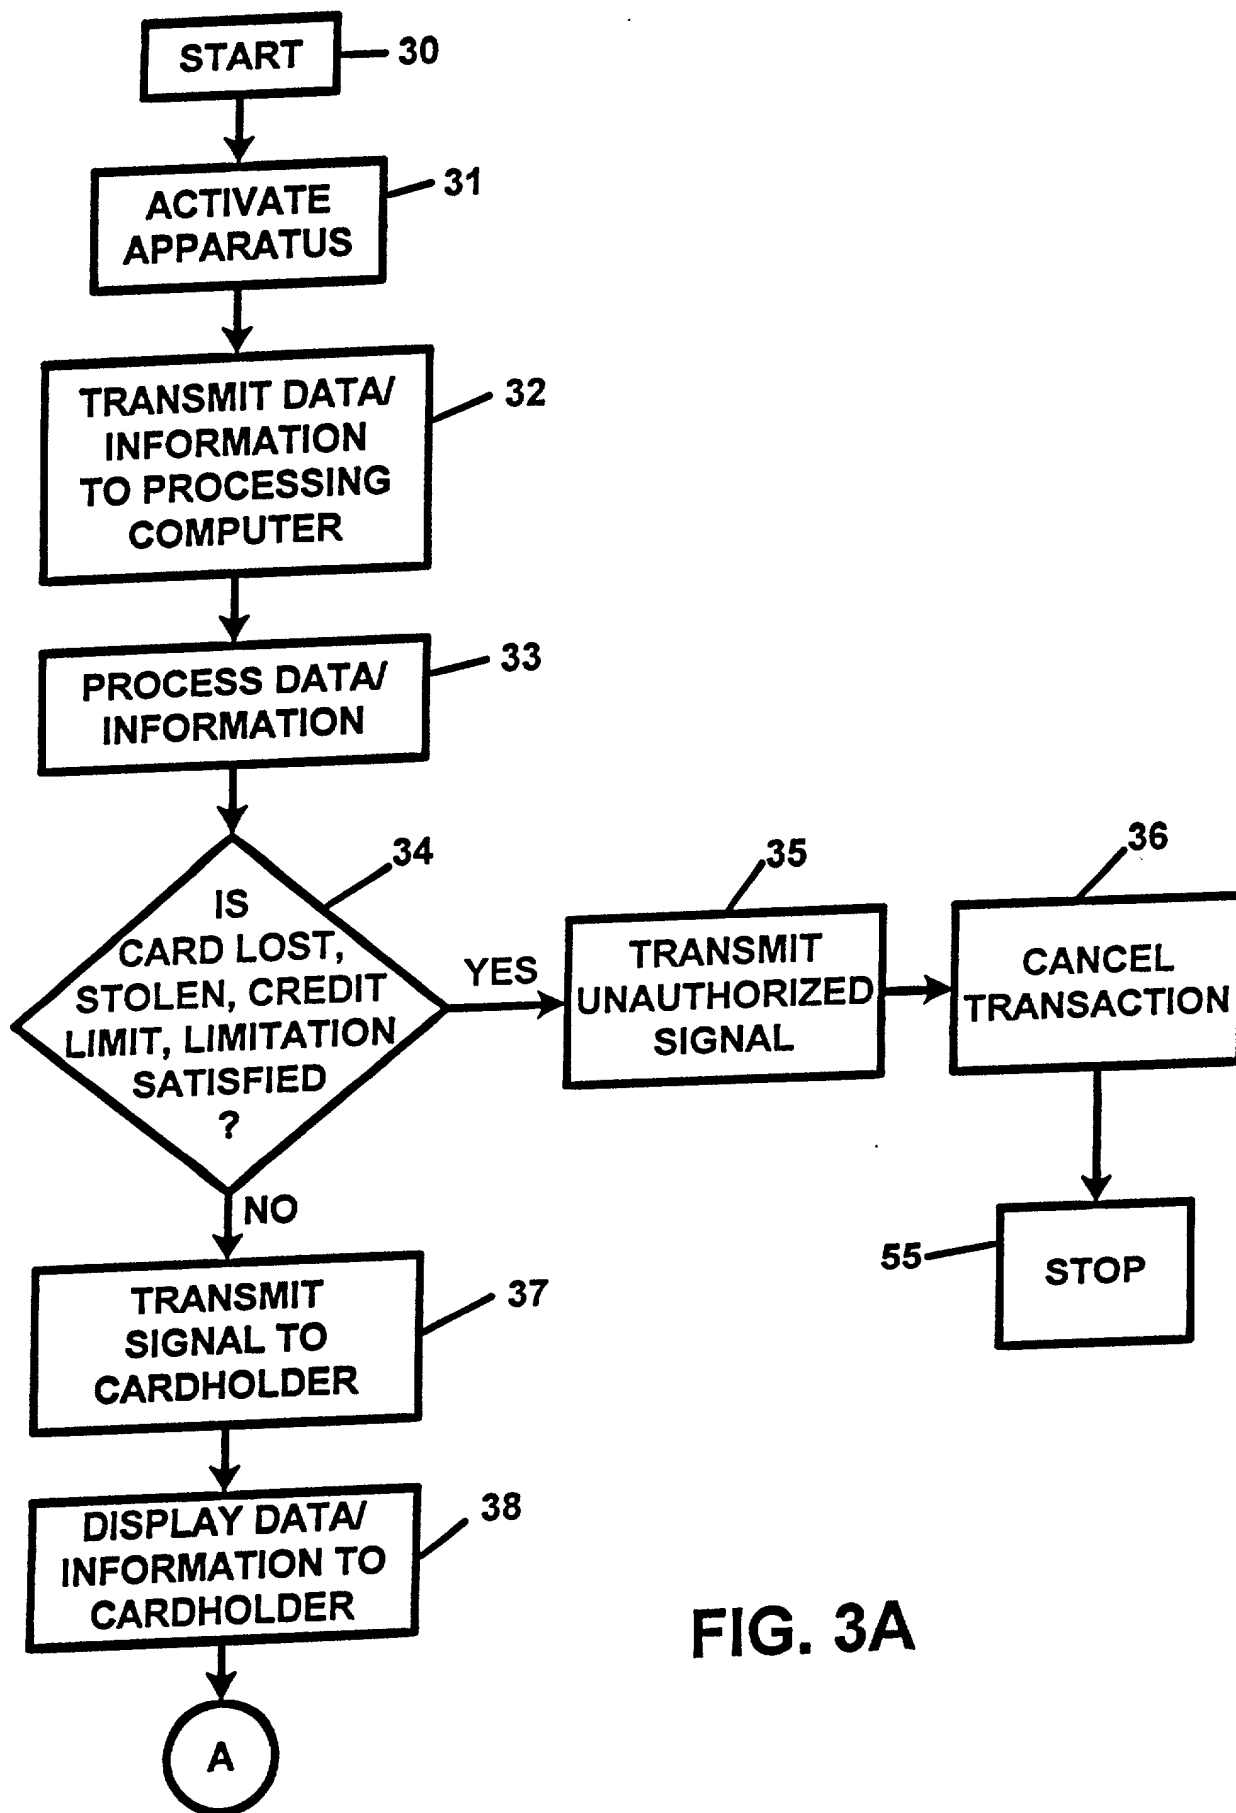 START
30
ACTIVATE
APPARATUS
31
TRANSMIT DATA/
INFORMATION
TO PROCESSING
COMPUTER
32
PROCESS DATA/
INFORMATION
33
IS
CARD LOST,
STOLEN, CREDIT
LIMIT, LIMITATION
SATISFIED
?
34
YES
TRANSMIT
UNAUTHORIZED
SIGNAL
35
CANCEL
TRANSACTION
36
STOP
55
NO
TRANSMIT
SIGNAL TO
CARDHOLDER
37
DISPLAY DATA/
INFORMATION TO
CARDHOLDER
38
A
FIG. 3A